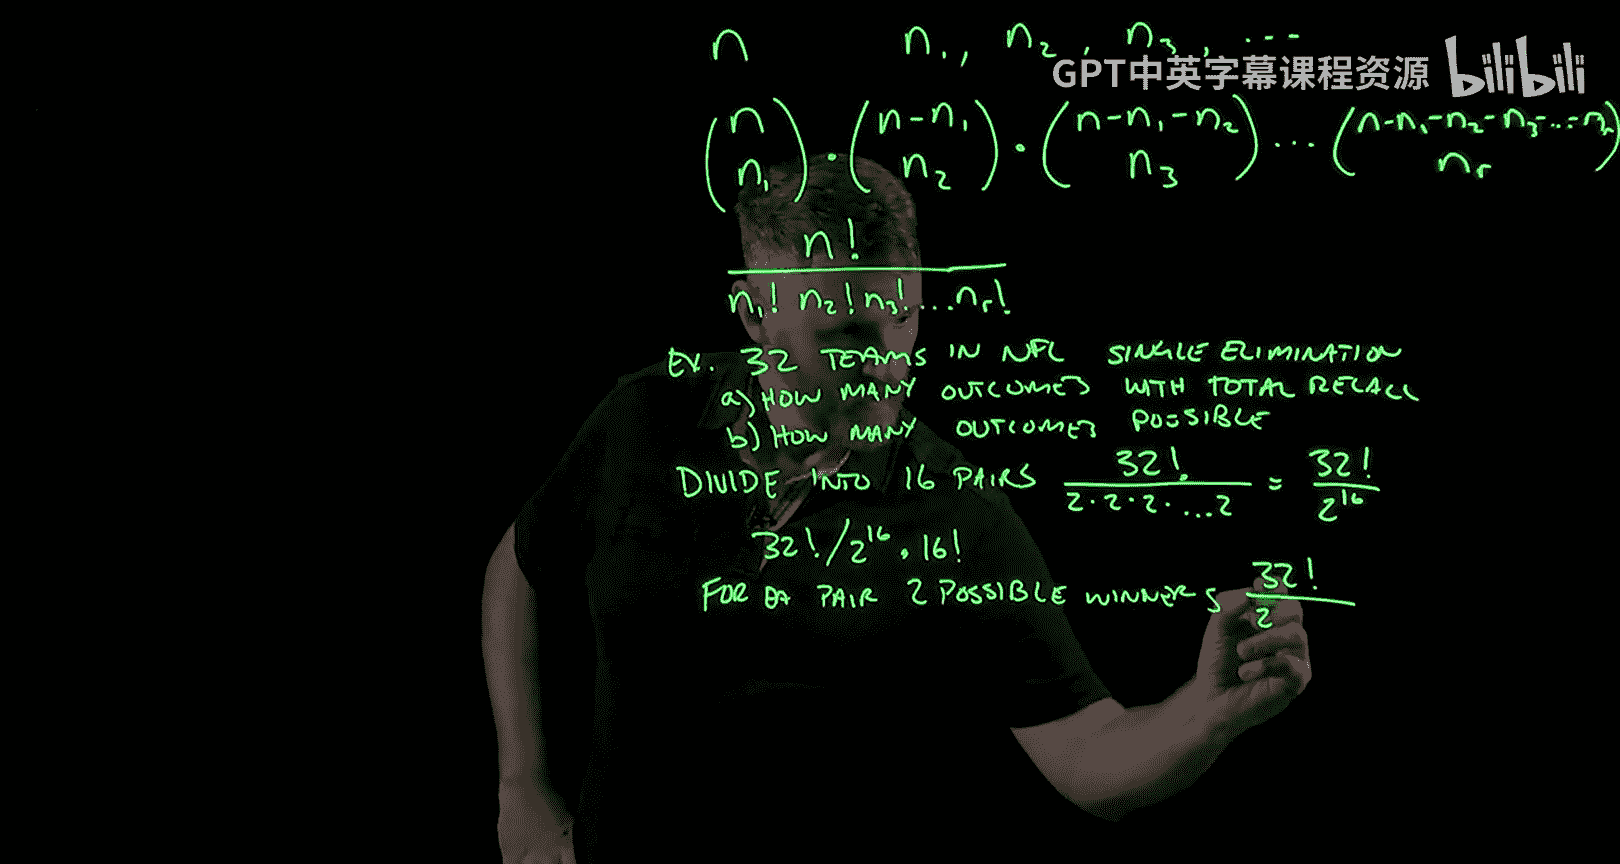 n n₁, n₂, n₃, ...
GPT中英字幕课程资源 bilibili
(n n₁) · (n-n₁ n₂) · (n-n₁-n₂ n₃) ... (n-n₁-n₂-n₃-...-nᵣ nᵣ)
n!
n₁! n₂! n₃! ... nᵣ!
EX. 32 TEAMS IN NFL SINGLE ELIMINATION
a) HOW MANY OUTCOMES WITH TOTAL RECALL
b) HOW MANY OUTCOMES POSSIBLE
DIVIDE INTO 16 PAIRS 32!/2·2·2·...2 = 32!/2¹⁶
32!/2¹⁶·16!
FOR PAIR 2 POSSIBLE WINNERS 32!/2